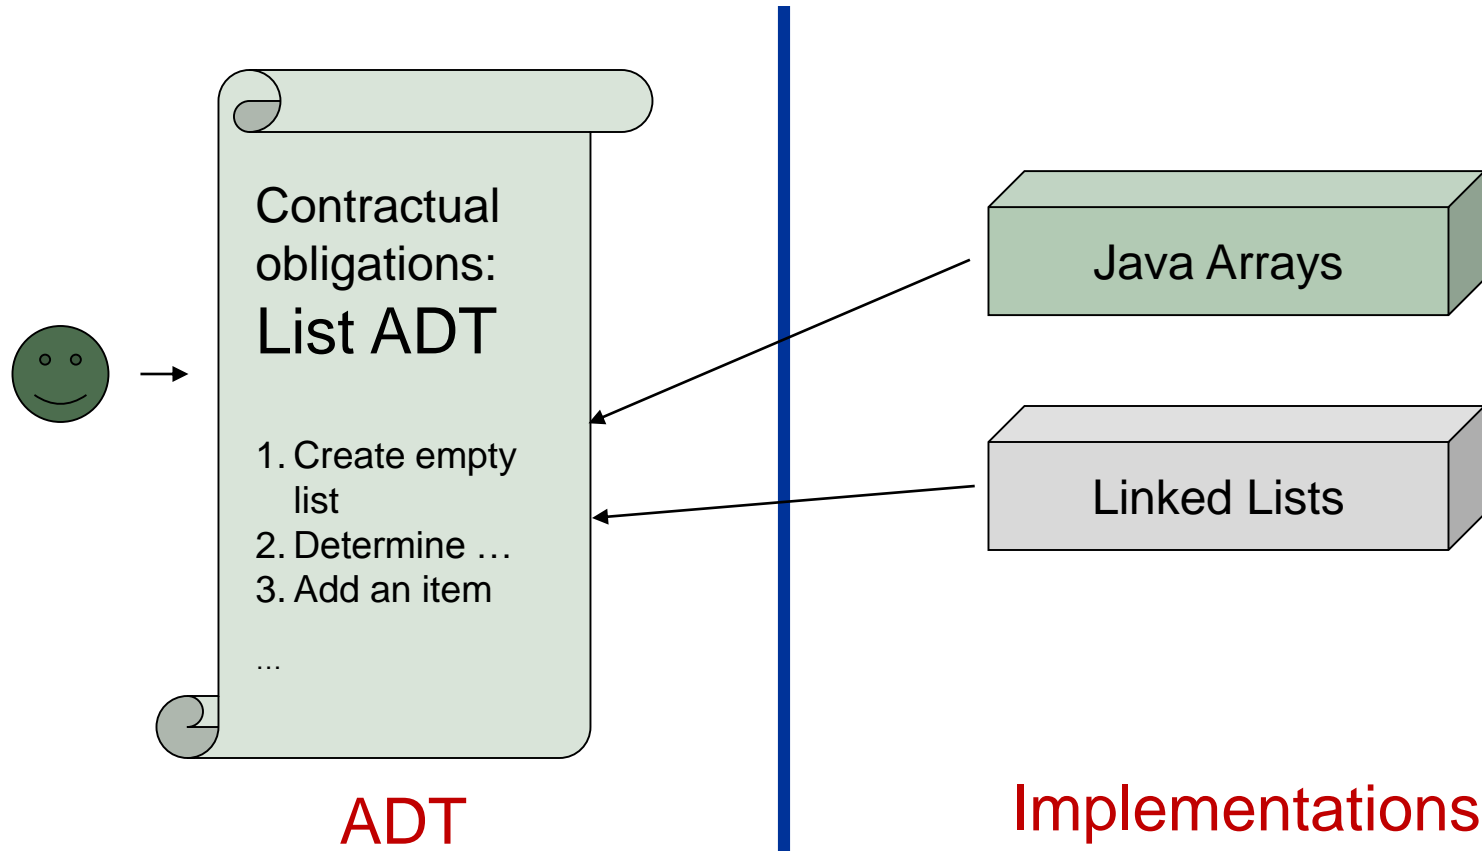 Contractual
obligations:
List ADT
1. Create empty
list
2. Determine …
3. Add an item
…
ADT
Java Arrays
Linked Lists
Implementations